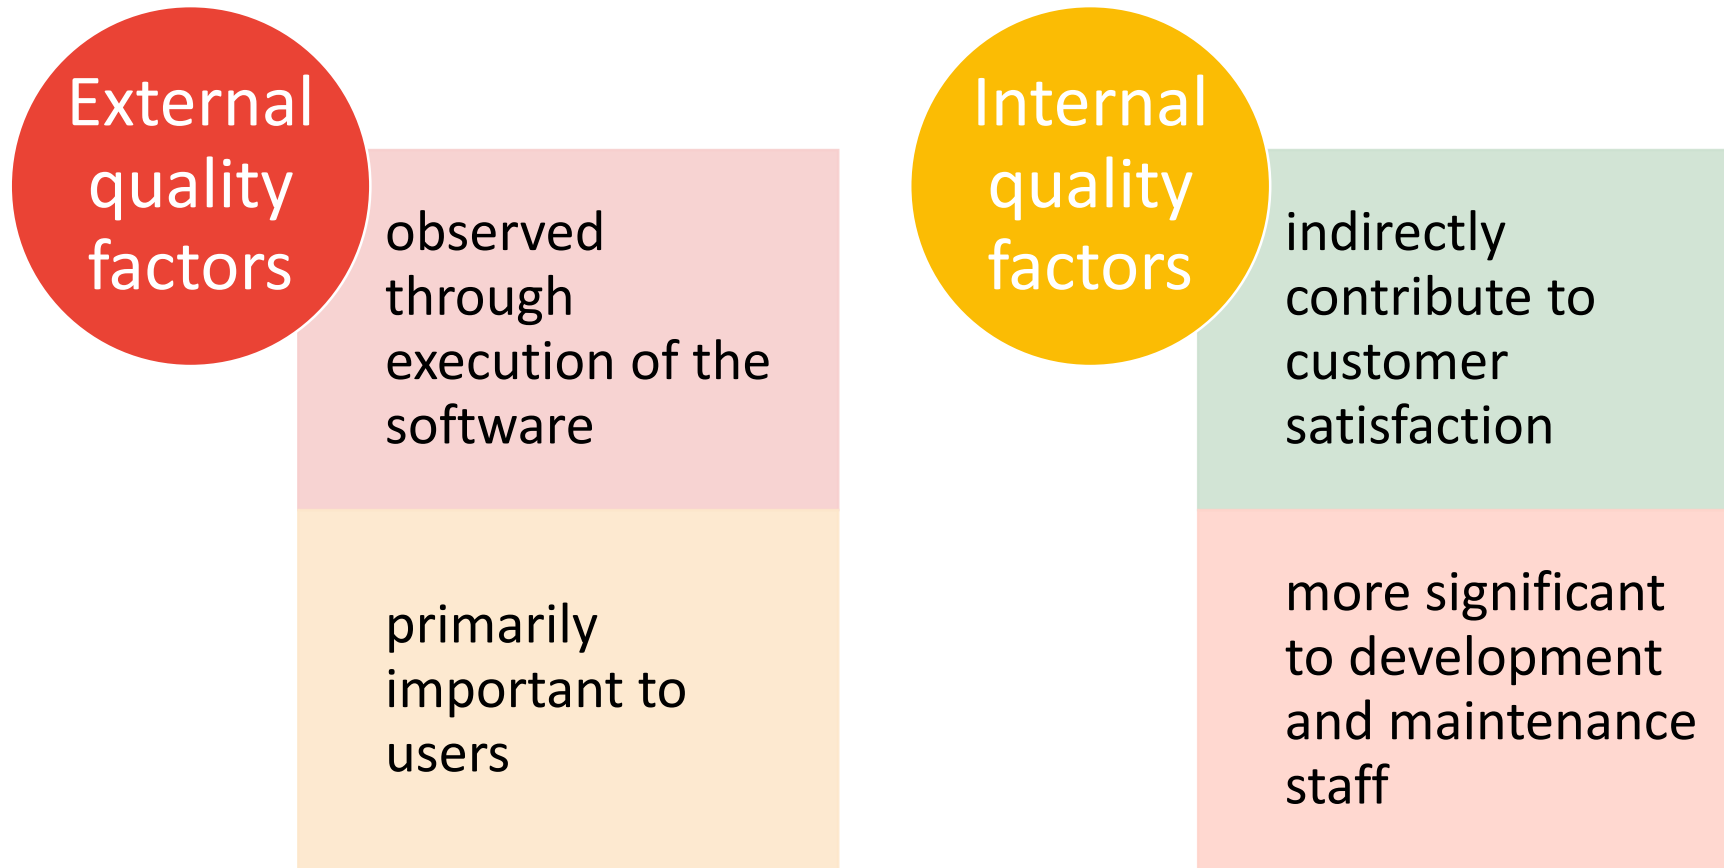 External
quality
factors
observed
through
execution of the
software
primarily
important to
users
Internal
quality
factors
indirectly
contribute to
customer
satisfaction
more significant
to development
and maintenance
staff